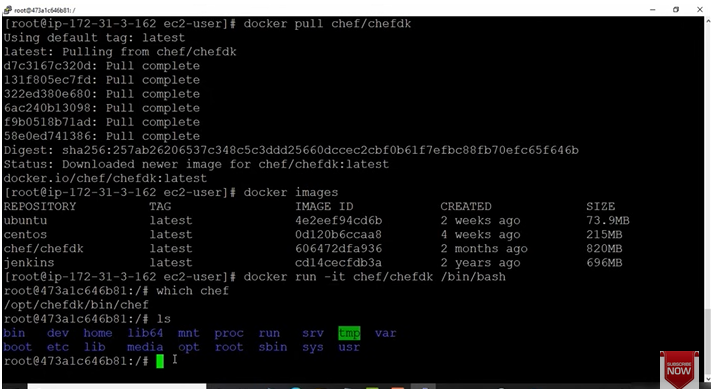 root@473a1c646b81:/
[root@ip-172-31-3-162 ec2-user]# docker pull chef/chefdk
Using default tag: latest
latest: Pulling from chef/chefdk
d7c3167c320d: Pull complete
131f805ec7fd: Pull complete
322ed380e680: Pull complete
6ac240b13098: Pull complete
f9b0518b71ad: Pull complete
58e0ed741386: Pull complete
Digest: sha256:257ab26206537c348c5c3ddd25660dccec2cbf0b61f7efbc88fb70efc65f646b
Status: Downloaded newer image for chef/chefdk:latest
docker.io/chef/chefdk:latest
[root@ip-172-31-3-162 ec2-user]# docker images
REPOSITORY TAG IMAGE ID CREATED SIZE
ubuntu latest 4e2eef94cd6b 2 weeks ago 73.9MB
centos latest 0d120b6ccaa8 4 weeks ago 215MB
chef/chefdk latest 606472dfa936 2 months ago 820MB
jenkins latest cd14cecfdb3a 2 years ago 696MB
[root@ip-172-31-3-162 ec2-user]# docker run -it chef/chefdk /bin/bash
root@473a1c646b81:/# which chef
/opt/chefdk/bin/chef
root@473a1c646b81:/# ls
bin dev home lib64 mnt proc run srv tmp var
boot etc lib media opt root sbin sys usr
root@473a1c646b81:/#
SUBSCRIBE
NOW